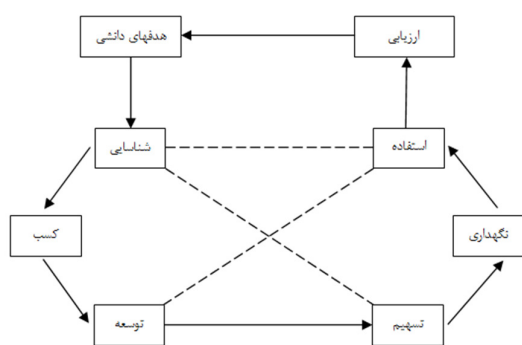 ارزیابی
هدفهای دانشی
استفاده
شناسایی
نگهداری
کسب
تسهیم
توسعه